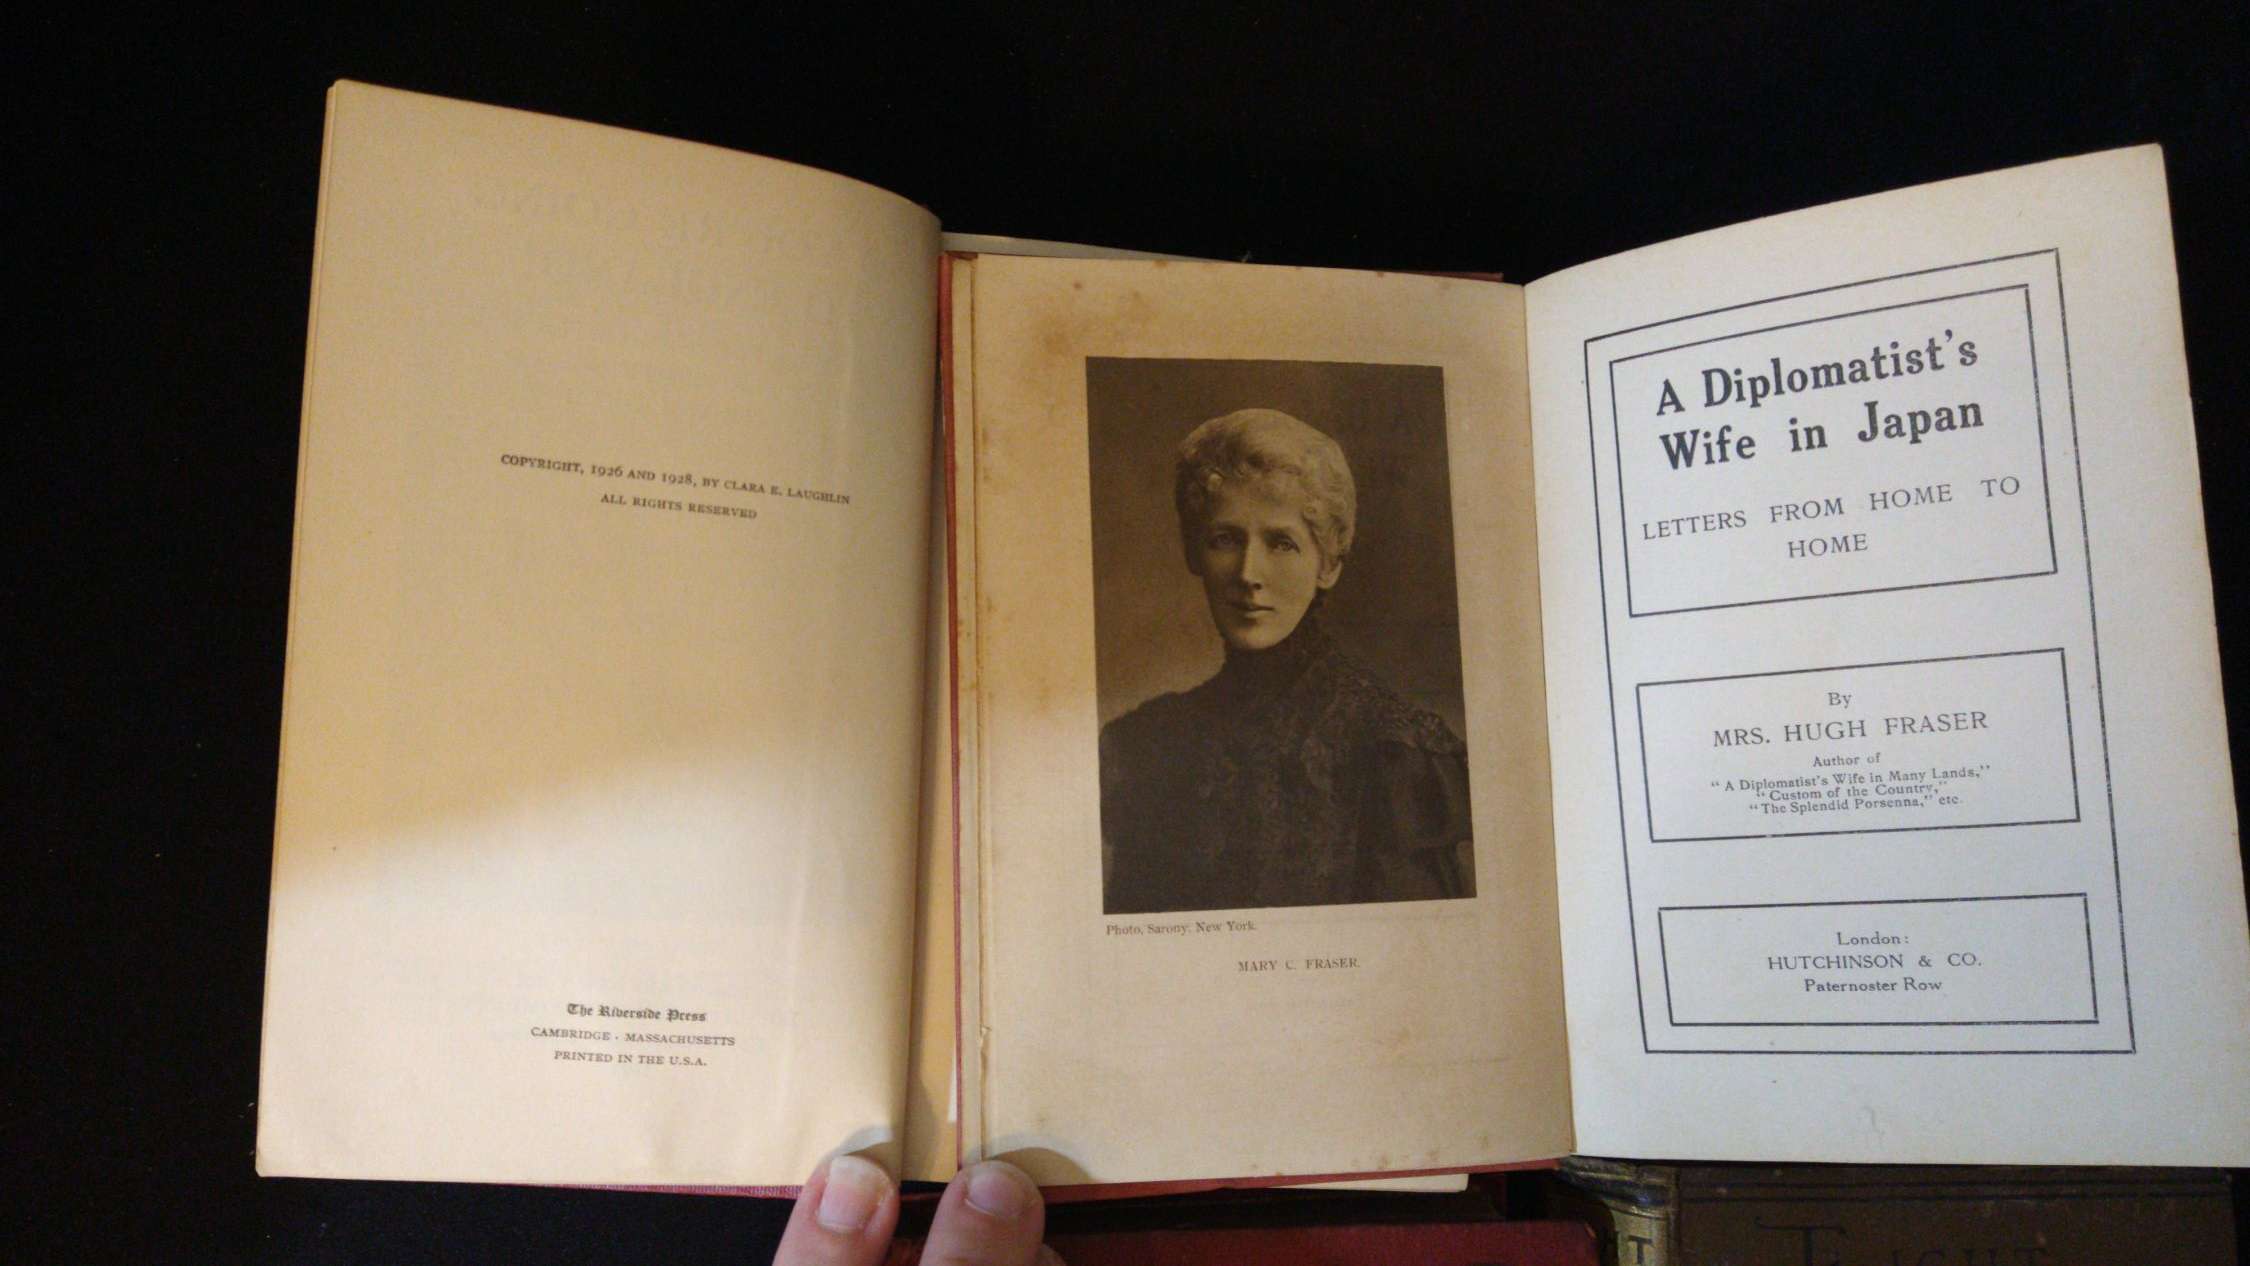 COPYRIGHT, 1926 AND 1928, BY CLARA E. LAUGHLIN
ALL RIGHTS RESERVED
The Riverside Press
CAMBRIDGE · MASSACHUSETTS
PRINTED IN THE U.S.A.
Photo, Sarony, New York.
MARY C. FRASER.
A Diplomatist's
Wife in Japan
LETTERS FROM HOME TO
HOME
By
MRS. HUGH FRASER
Author of
"A Diplomatist's Wife in Many Lands,"
"Custom of the Country,"
"The Splendid Porsenna," etc.
London:
HUTCHINSON & CO.
Paternoster Row